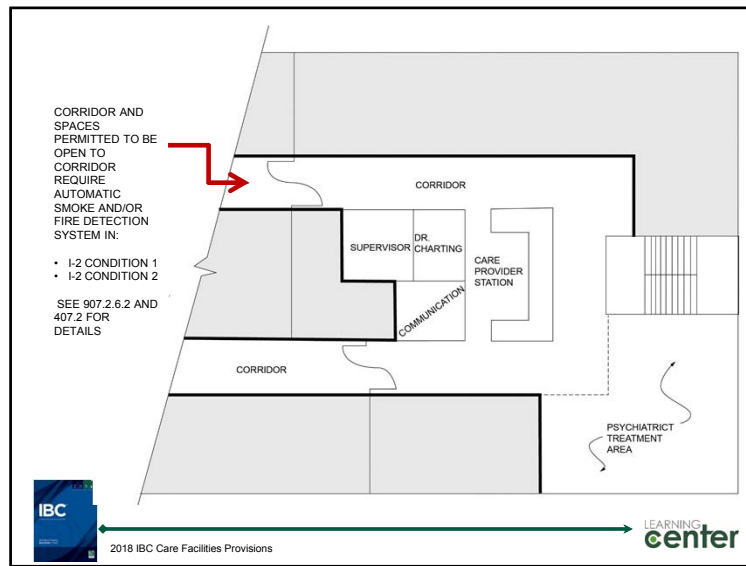 CORRIDOR AND
SPACES
PERMITTED TO BE
OPEN TO
CORRIDOR
REQUIRE
AUTOMATIC
SMOKE AND/OR
FIRE DETECTION
SYSTEM IN:
• I-2 CONDITION 1
• I-2 CONDITION 2
SEE 907.2.6.2 AND
407.2 FOR
DETAILS
CORRIDOR
SUPERVISOR
DR.
CHARTING
CARE
PROVIDER
STATION
COMMUNICATION
CORRIDOR
PSYCHIATRICT
TREATMENT
AREA
IBC
2018 IBC Care Facilities Provisions
LEARNING
center